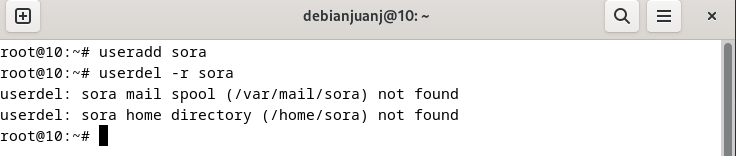 debianjuanj@10: ~
root@10:~# useradd sora
root@10:~# userdel -r sora
userdel: sora mail spool (/var/mail/sora) not found
userdel: sora home directory (/home/sora) not found
root@10:~#